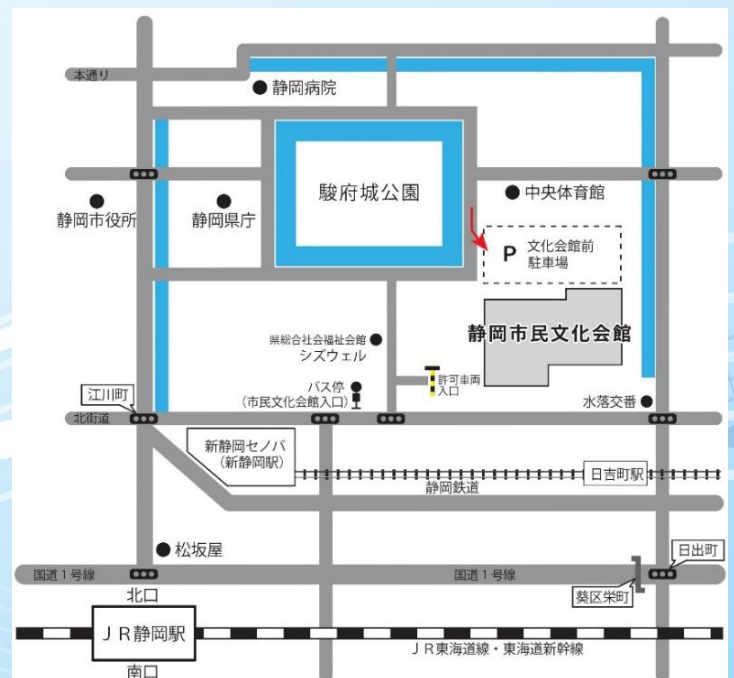 本通り
静岡病院
駿府城公園
中央体育館
静岡市役所
静岡県庁
P
文化会館前
駐車場
静岡市民文化会館
県総合社会福祉会館
シズウェル
許可車両
入口
江川町
バス停
(市民文化会館入口)
水落交番
北街道
新静岡セノバ
(新静岡駅)
日吉町駅
静岡鉄道
松坂屋
日出町
国道1号線
国道1号線
北口
葵区栄町
JR静岡駅
JR東海道線・東海道新幹線
南口